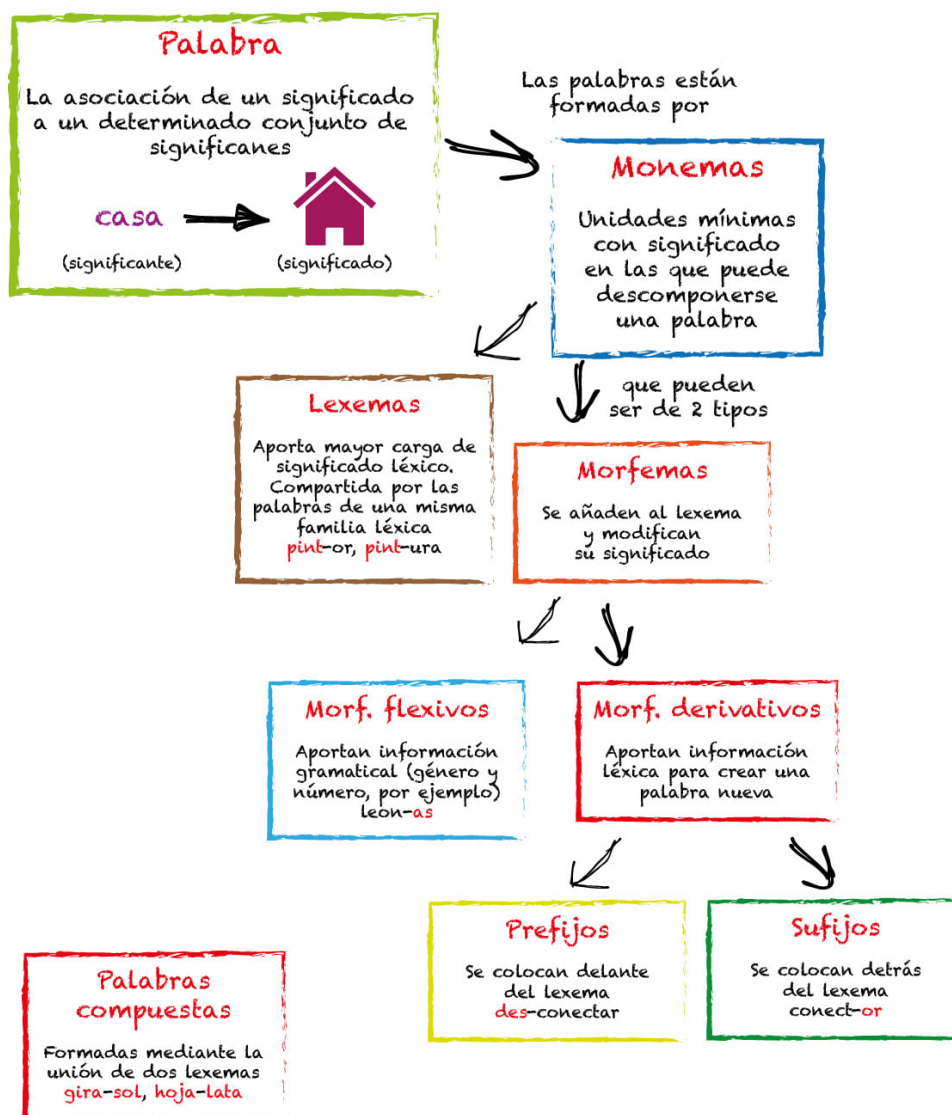 Palabra
La asociación de un significado
a un determinado conjunto de
significanes
casa
(significante)
(significado)
Las palabras están
formadas por
Monemas
Unidades mínimas
con significado
en las que puede
descomponerse
una palabra
que pueden
ser de 2 tipos
Lexemas
Aporta mayor carga de
significado léxico.
Compartida por las
palabras de una misma
familia léxica
pint-or, pint-ura
Morfemas
Se añaden al lexema
y modifican
su significado
Morf. flexivos
Aportan información
gramatical (género y
número, por ejemplo)
leon-as
Morf. derivativos
Aportan información
léxica para crear una
palabra nueva
Prefijos
Se colocan delante
del lexema
des-conectar
Sufijos
Se colocan detrás
del lexema
conect-or
Palabras
compuestas
Formadas mediante la
unión de dos lexemas
gira-sol, hoja-lata